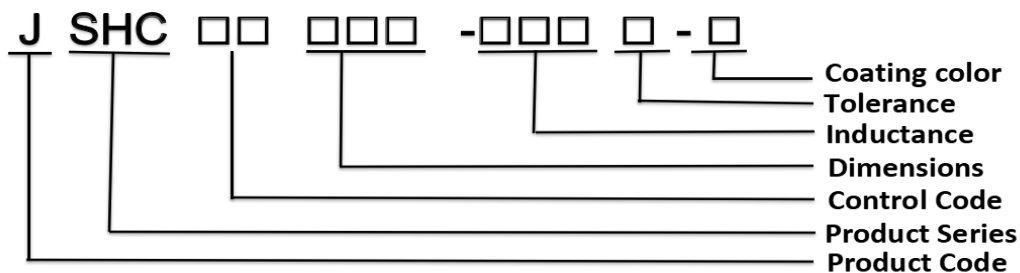 J SHC □□ □□□ -□□□ □ - □
Coating color
Tolerance
Inductance
Dimensions
Control Code
Product Series
Product Code